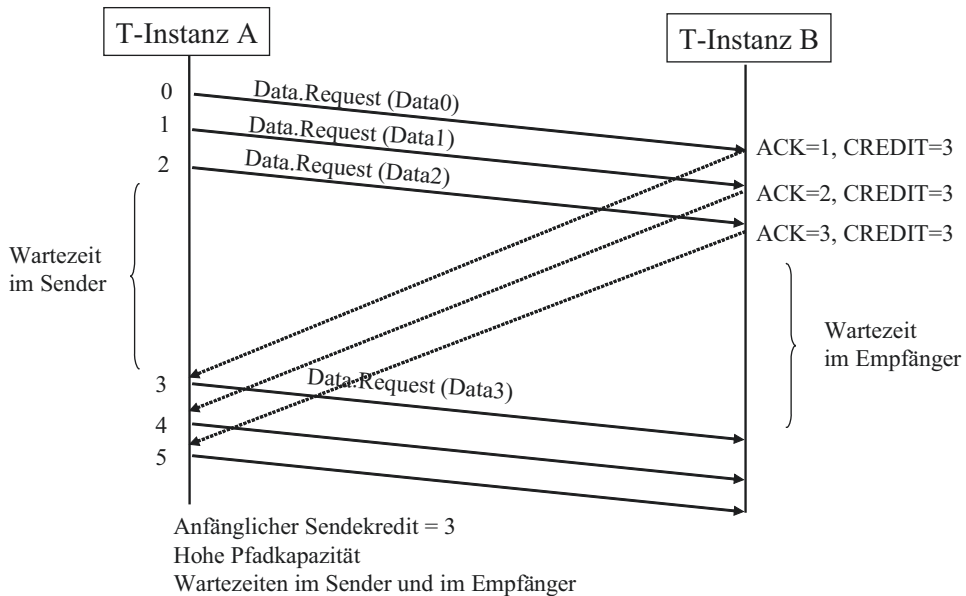 T-Instanz A
T-Instanz B
0
Data.Request (Data0)
1
Data.Request (Data1)
ACK=1, CREDIT=3
2
Data.Request (Data2)
ACK=2, CREDIT=3
ACK=3, CREDIT=3
Wartezeit
im Sender
Wartezeit
im Empfänger
3
Data.Request (Data3)
4
5
Anfänglicher Sendekredit = 3
Hohe Pfadkapazität
Wartezeiten im Sender und im Empfänger